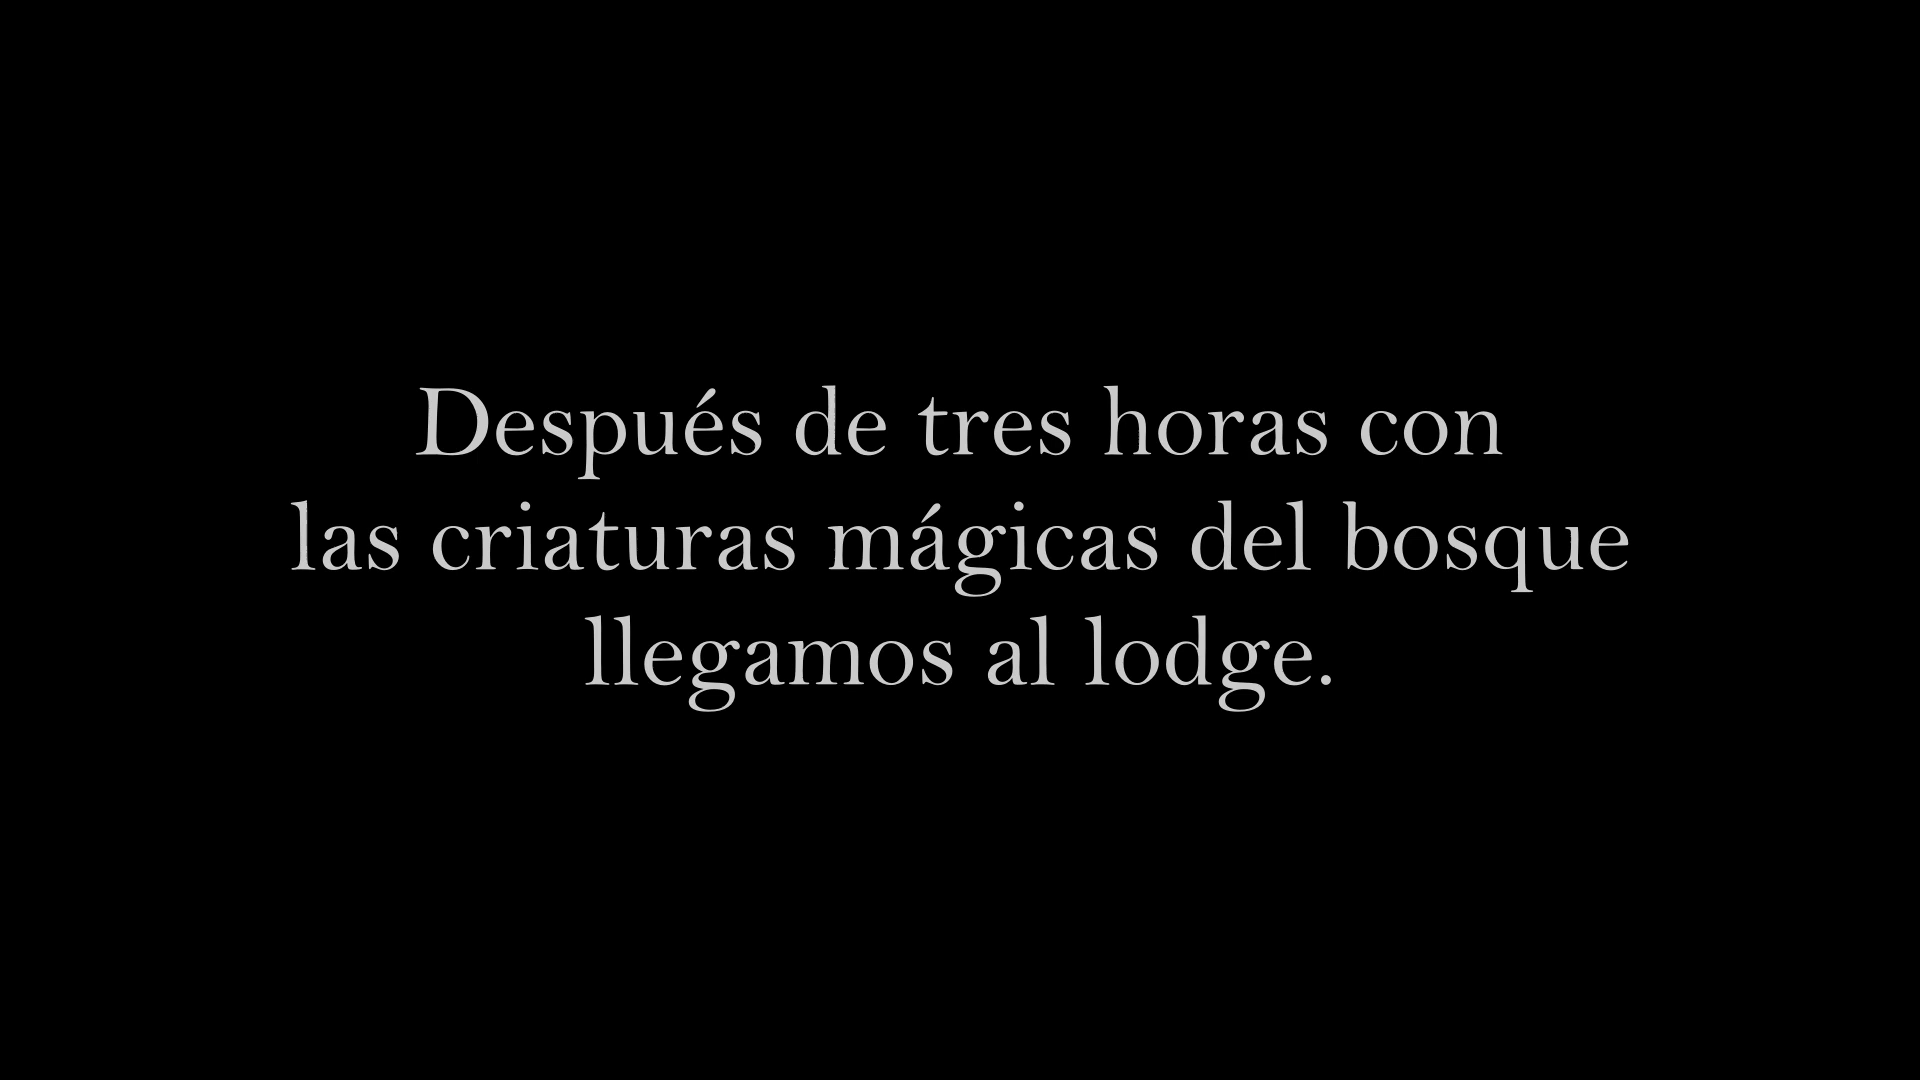 Después de tres horas con
las criaturas mágicas del bosque
llegamos al lodge.